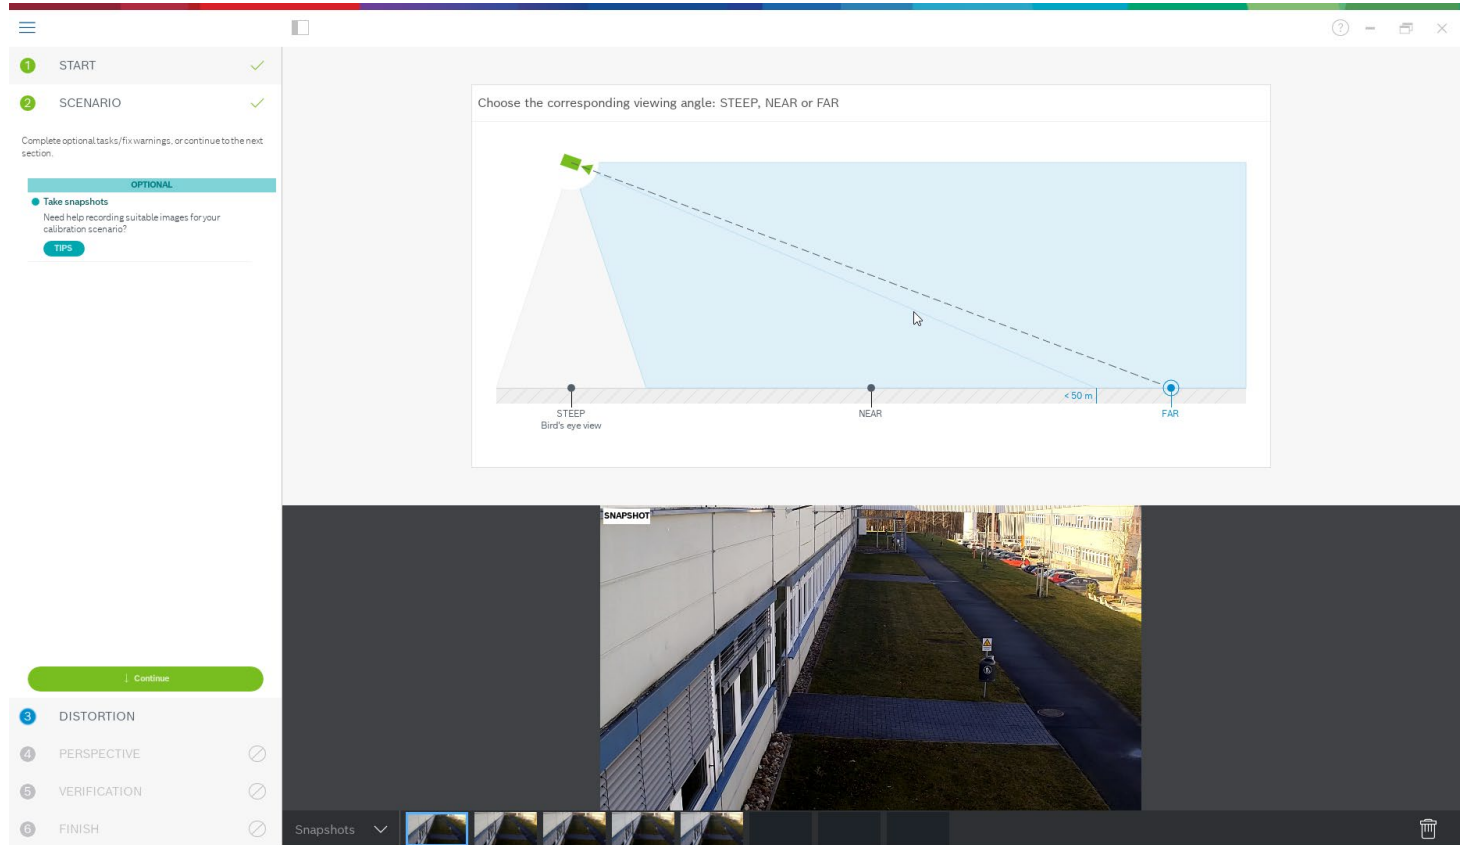 1 START
2 SCENARIO
Complete optional tasks/fix warnings, or continue to the next
section.
OPTIONAL
Take snapshots
Need help recording suitable images for your
calibration scenario?
TIPS
↓ Continue
3 DISTORTION
4 PERSPECTIVE
5 VERIFICATION
6 FINISH
?
Choose the corresponding viewing angle: STEEP, NEAR or FAR
< 50 m
STEEP
Bird's eye view
NEAR
FAR
SNAPSHOT
Snapshots